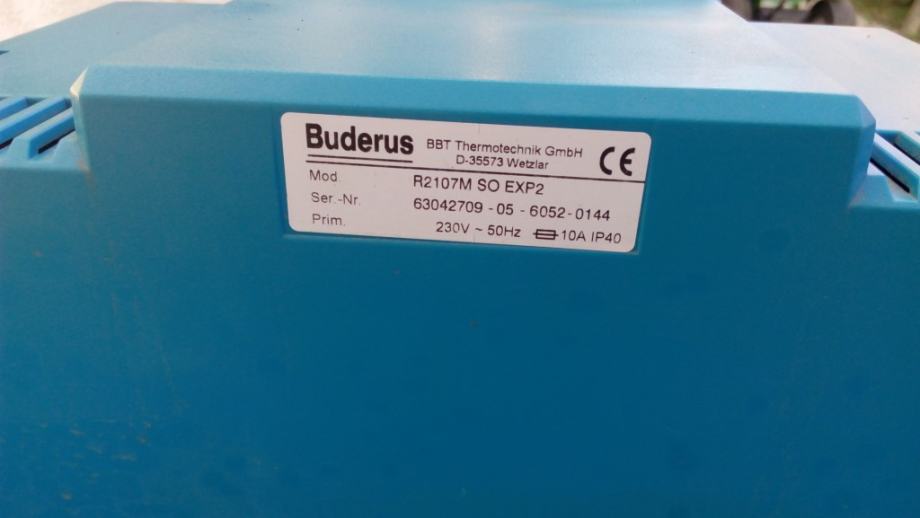 Buderus BBT Thermotechnik GmbH
D-35573 Wetzlar
CE
Mod. R2107M SO EXP2
Ser.-Nr. 63042709 - 05 - 6052 - 0144
Prim. 230V ~ 50Hz 10A IP40